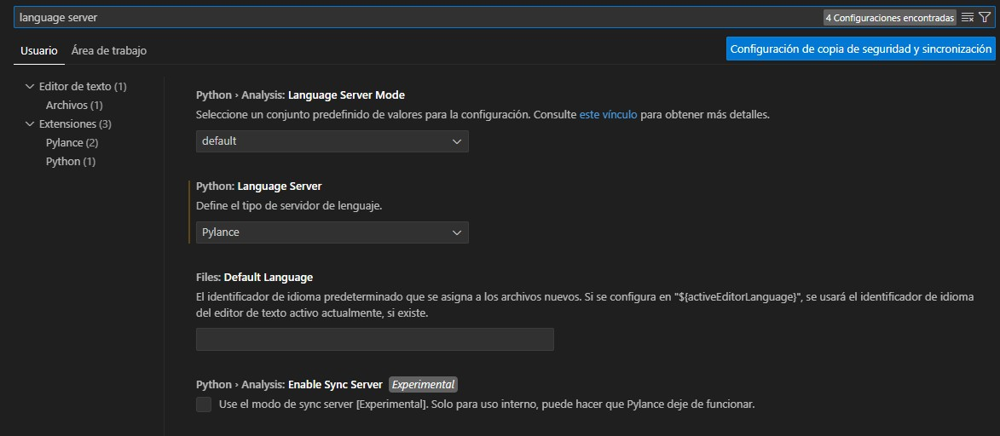 language server
4 Configuraciones encontradas
Usuario
Área de trabajo
Configuración de copia de seguridad y sincronización
Editor de texto (1)
Archivos (1)
Extensiones (3)
Pylance (2)
Python (1)
Python › Analysis: Language Server Mode
Seleccione un conjunto predefinido de valores para la configuración. Consulte este vínculo para obtener más detalles.
default
Python: Language Server
Define el tipo de servidor de lenguaje.
Pylance
Files: Default Language
El identificador de idioma predeterminado que se asigna a los archivos nuevos. Si se configura en "${activeEditorLanguage}", se usará el identificador de idioma
del editor de texto activo actualmente, si existe.
Python › Analysis: Enable Sync Server Experimental
Use el modo de sync server [Experimental]. Solo para uso interno, puede hacer que Pylance deje de funcionar.